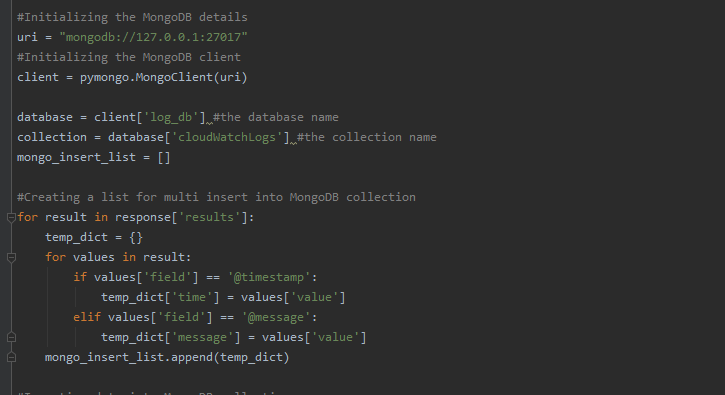 #Initializing the MongoDB details
uri = "mongodb://127.0.0.1:27017"
#Initializing the MongoDB client
client = pymongo.MongoClient(uri)
database = client['log_db'] #the database name
collection = database['cloudWatchLogs'] #the collection name
mongo_insert_list = []
#Creating a list for multi insert into MongoDB collection
for result in response['results']:
    temp_dict = {}
    for values in result:
        if values['field'] == '@timestamp':
            temp_dict['time'] = values['value']
        elif values['field'] == '@message':
            temp_dict['message'] = values['value']
    mongo_insert_list.append(temp_dict)